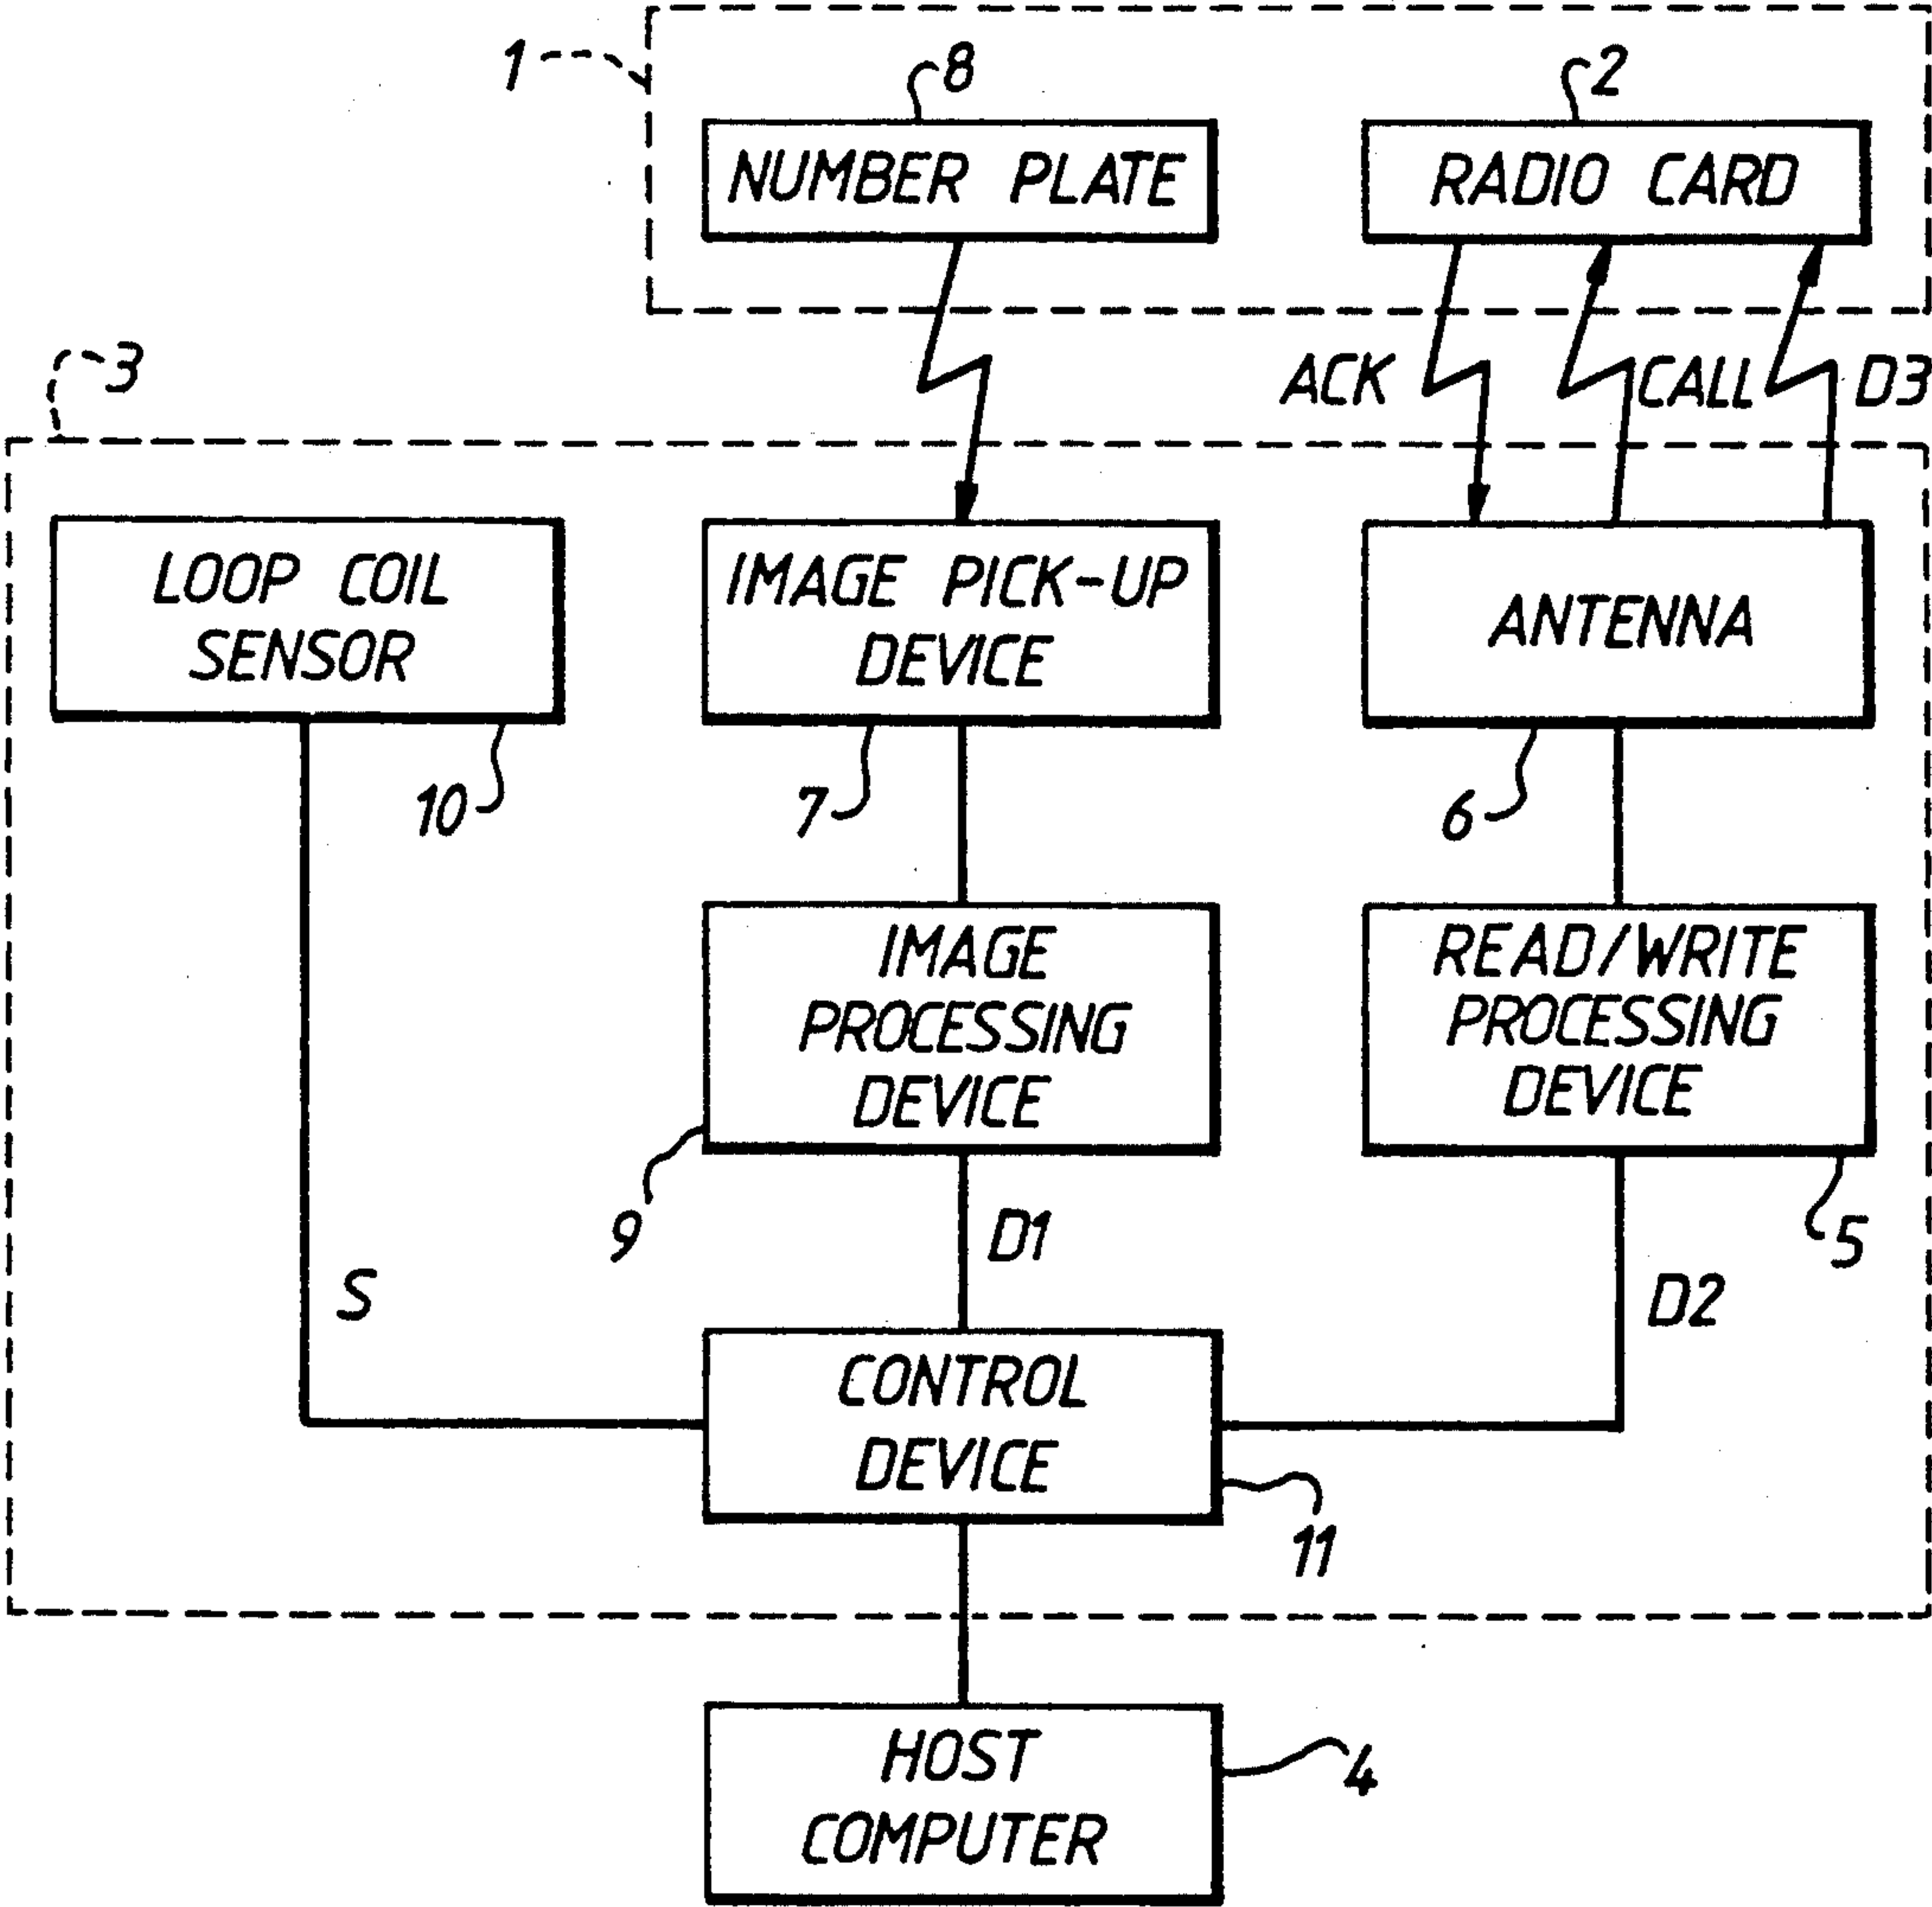 1
8
2
NUMBER PLATE
RADIO CARD
3
ACK
CALL
D3
LOOP COIL
SENSOR
IMAGE PICK-UP
DEVICE
ANTENNA
10
7
6
IMAGE
PROCESSING
DEVICE
READ/WRITE
PROCESSING
DEVICE
9
D1
5
S
D2
CONTROL
DEVICE
11
HOST
COMPUTER
4